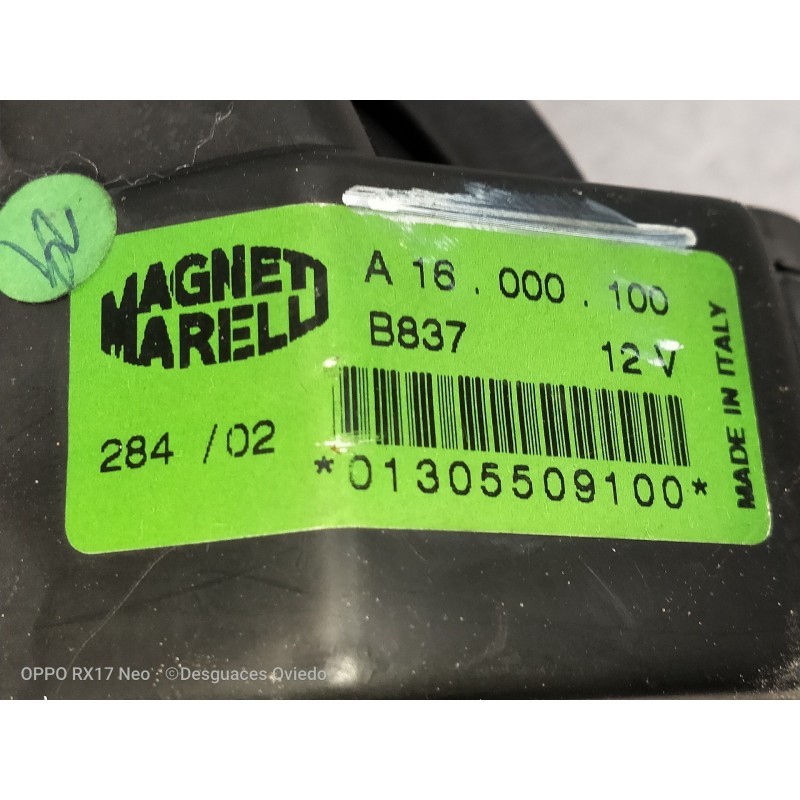 MAGNETI
MARELLI
A 16 . 000 . 100
B837
12 V
284 /02
*01305509100*
MADE IN ITALY
OPPO RX17 Neo · ©Desguaces Oviedo